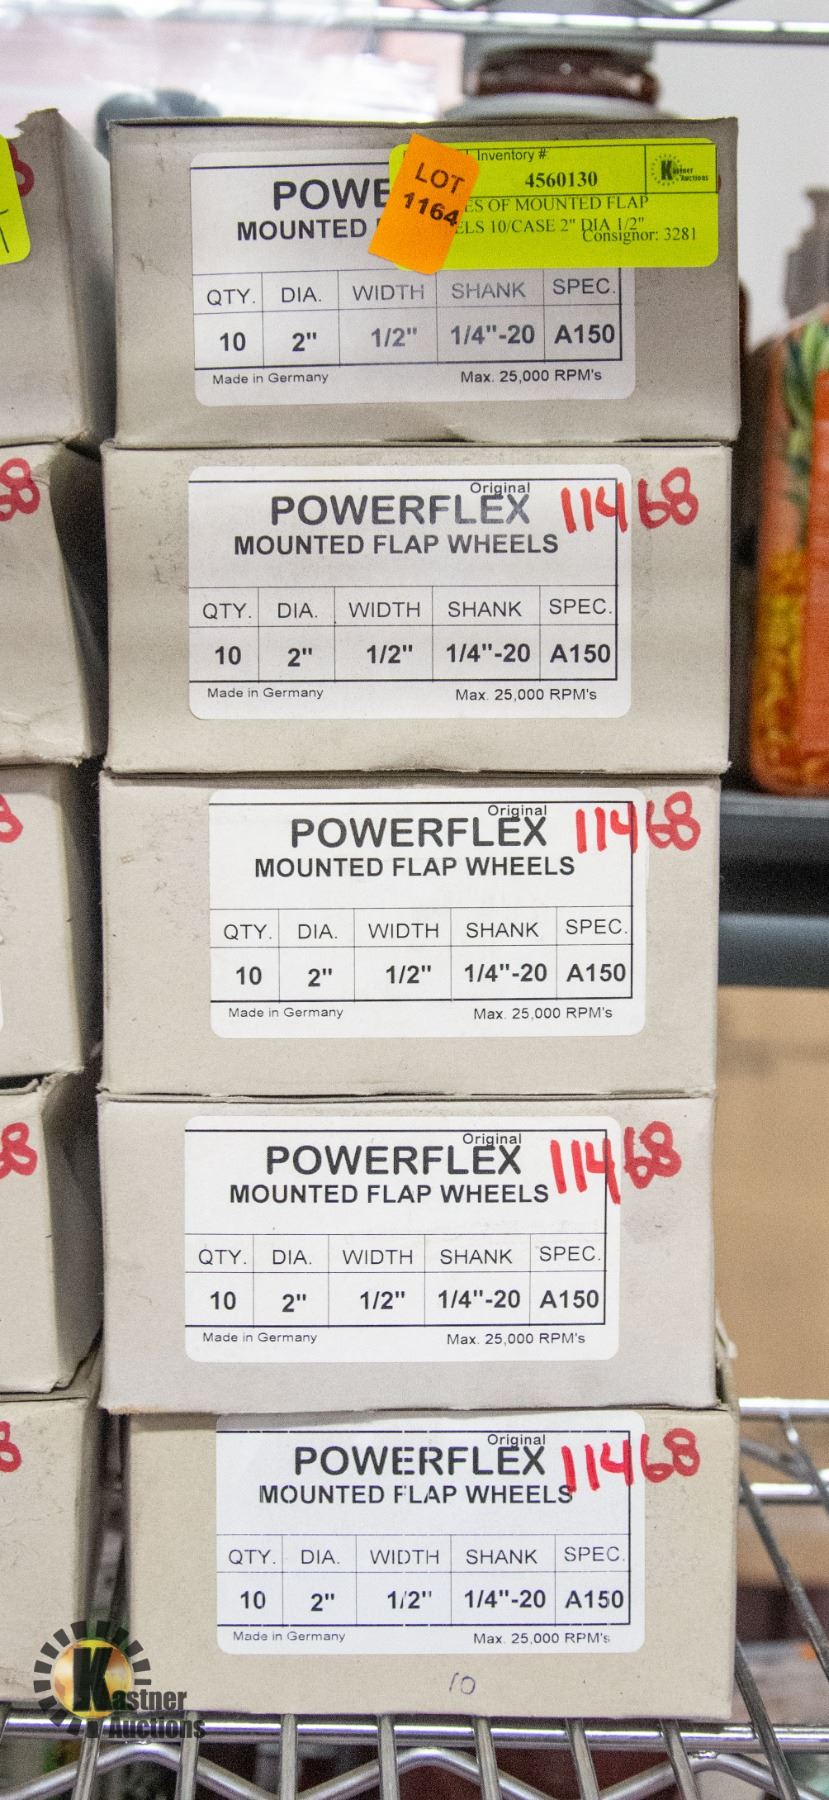 POWE
MOUNTED
LOT
1164
Inventory #
4560130
Kastner
Auctions
ES OF MOUNTED FLAP
ELS 10/CASE 2" DIA 1/2"
Consignor: 3281
QTY. DIA. WIDTH SHANK SPEC.
10 2" 1/2" 1/4"-20 A150
Made in Germany Max. 25,000 RPM's
Original
POWERFLEX 11468
MOUNTED FLAP WHEELS
QTY. DIA. WIDTH SHANK SPEC.
10 2" 1/2" 1/4"-20 A150
Made in Germany Max. 25,000 RPM's
Original
POWERFLEX 11468
MOUNTED FLAP WHEELS
QTY. DIA. WIDTH SHANK SPEC.
10 2" 1/2" 1/4"-20 A150
Made in Germany Max. 25,000 RPM's
Original
POWERFLEX 11468
MOUNTED FLAP WHEELS
QTY. DIA. WIDTH SHANK SPEC.
10 2" 1/2" 1/4"-20 A150
Made in Germany Max. 25,000 RPM's
Original
POWERFLEX 11468
MOUNTED FLAP WHEELS
QTY. DIA. WIDTH SHANK SPEC.
10 2" 1/2" 1/4"-20 A150
Made in Germany Max. 25,000 RPM's
10
Kastner
Auctions